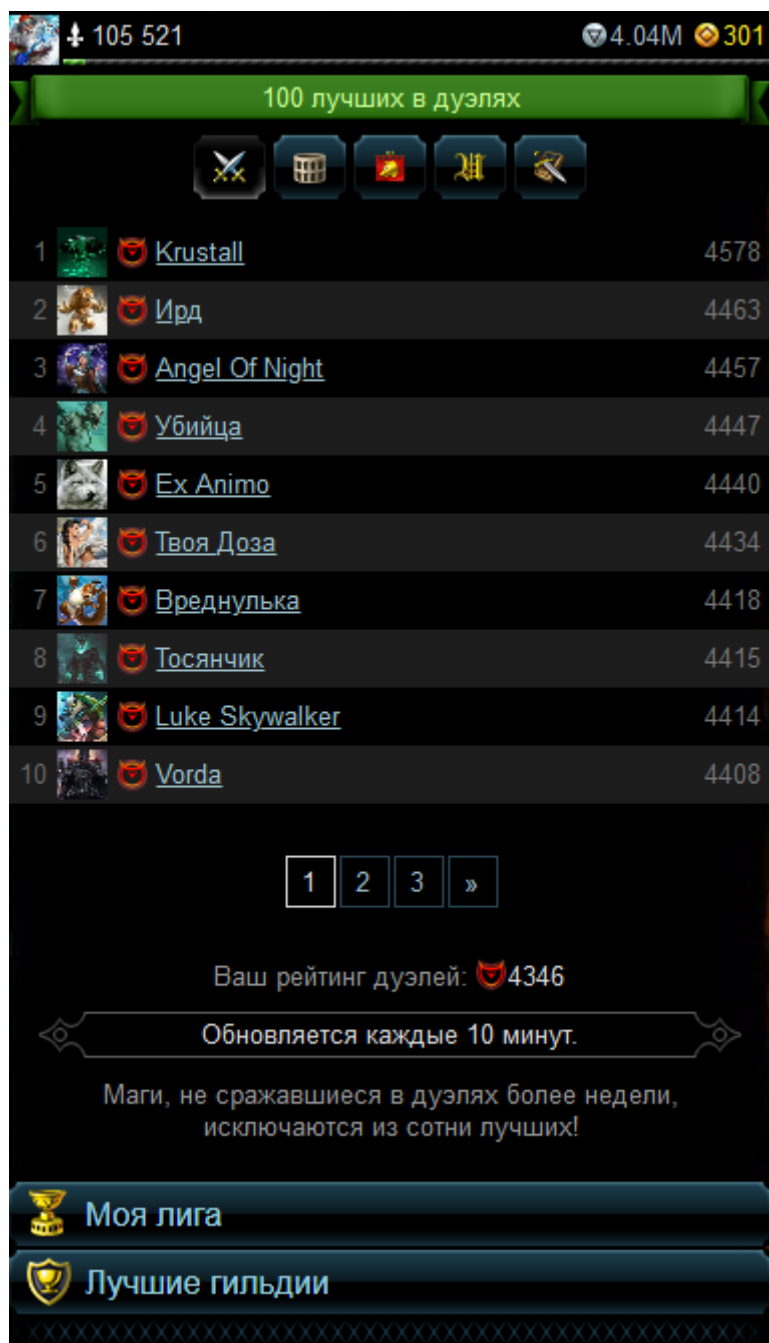 105 521 4.04M 301
100 лучших в дуэлях
1 Krustall 4578
2 Ирд 4463
3 Angel Of Night 4457
4 Убийца 4447
5 Ex Animo 4440
6 Твоя Доза 4434
7 Вреднулька 4418
8 Тосянчик 4415
9 Luke Skywalker 4414
10 Vorda 4408
1 2 3 »
Ваш рейтинг дуэлей: 4346
Обновляется каждые 10 минут.
Маги, не сражавшиеся в дуэлях более недели,
исключаются из сотни лучших!
Моя лига
Лучшие гильдии